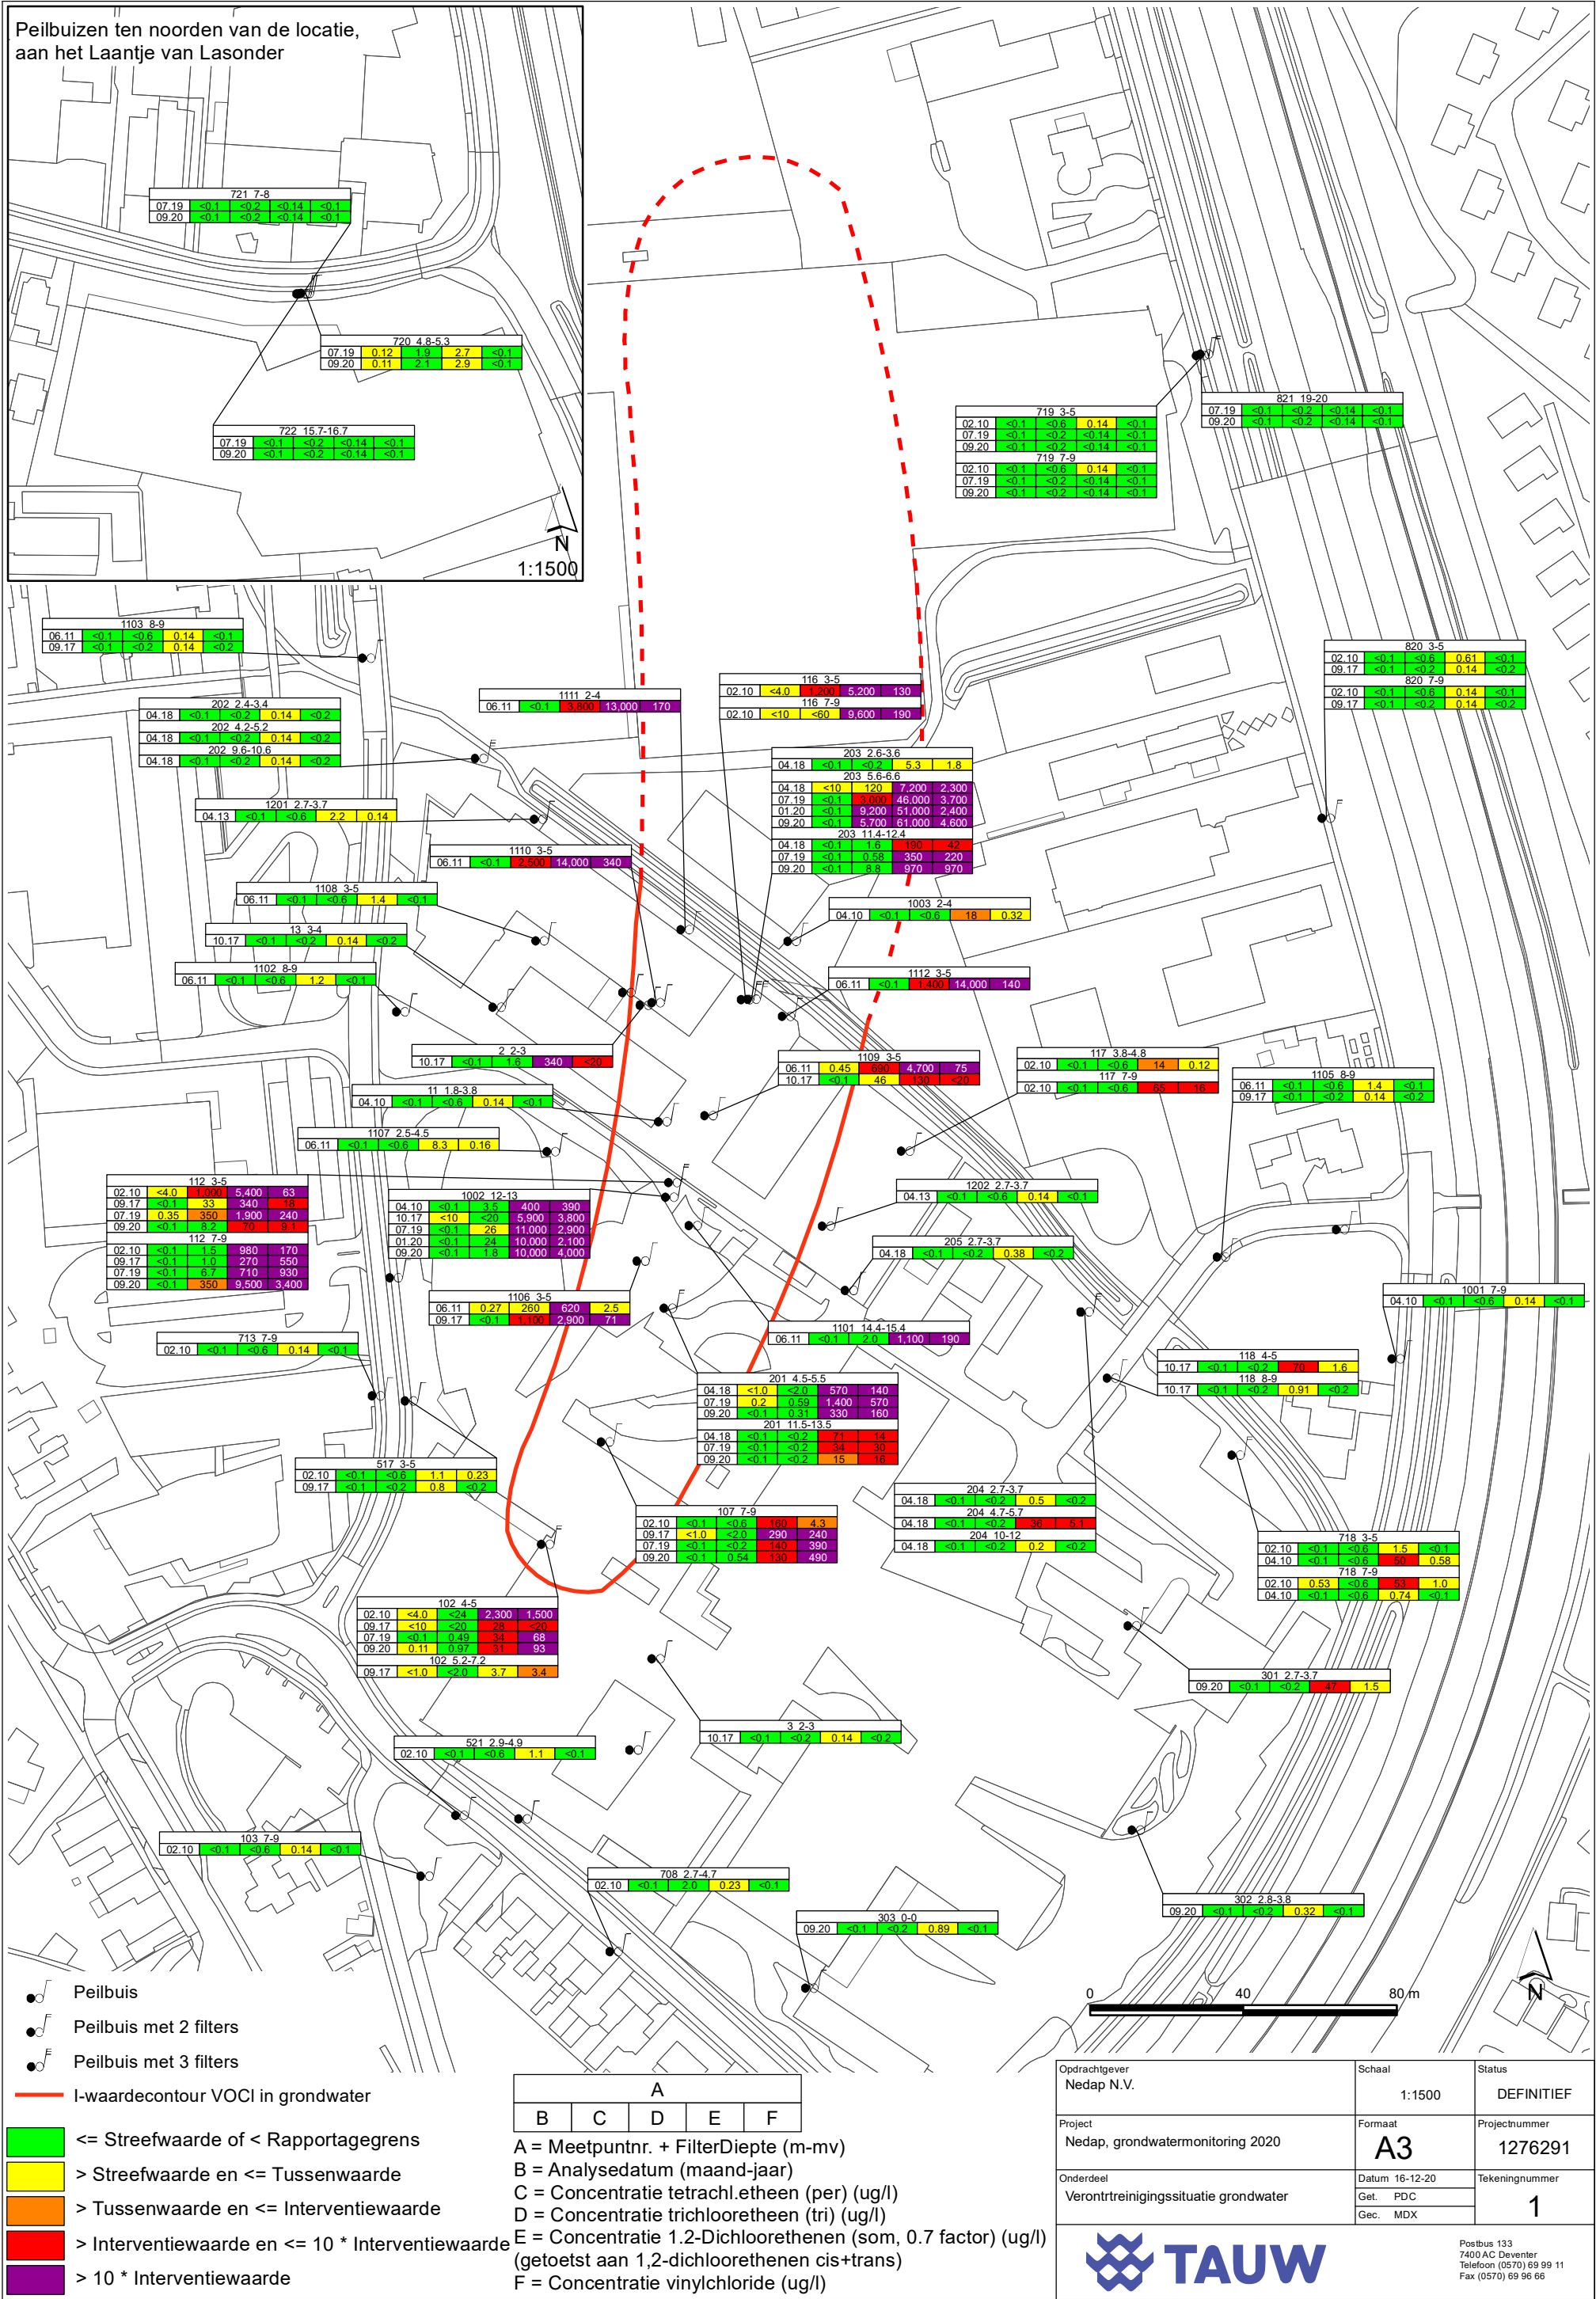 Peilbuizen ten noorden van de locatie,
aan het Laantje van Lasonder
721 7-8
07.19 <0.1 <0.2 <0.14 <0.1
09.20 <0.1 <0.2 <0.14 <0.1
720 4.8-5.3
07.19 0.12 1.9 2.7 <0.1
09.20 0.11 2.1 2.9 <0.1
722 15.7-16.7
07.19 <0.1 <0.2 <0.14 <0.1
09.20 <0.1 <0.2 <0.14 <0.1
N
1:1500
719 3-5
02.10 <0.1 <0.6 0.14 <0.1
07.19 <0.1 <0.2 <0.14 <0.1
09.20 <0.1 <0.2 <0.14 <0.1
719 7-9
02.10 <0.1 <0.6 0.14 <0.1
07.19 <0.1 <0.2 <0.14 <0.1
09.20 <0.1 <0.2 <0.14 <0.1
821 19-20
07.19 <0.1 <0.2 <0.14 <0.1
09.20 <0.1 <0.2 <0.14 <0.1
1103 8-9
06.11 <0.1 <0.6 0.14 <0.1
09.17 <0.1 <0.2 0.14 <0.2
820 3-5
02.10 <0.1 <0.6 0.61 <0.1
09.17 <0.1 <0.2 0.14 <0.2
820 7-9
02.10 <0.1 <0.6 0.14 <0.1
09.17 <0.1 <0.2 0.14 <0.2
202 2.4-3.4
04.18 <0.1 <0.2 0.14 <0.2
202 4.2-5.2
04.18 <0.1 <0.2 0.14 <0.2
202 9.6-10.6
04.18 <0.1 <0.2 0.14 <0.2
1111 2-4
06.11 <0.1 3,800 13,000 170
116 3-5
02.10 <4.0 1,200 5,200 130
116 7-9
02.10 <10 <60 9,600 190
203 2.6-3.6
04.18 <0.1 <0.2 5.3 1.8
203 5.6-6.6
04.18 <10 120 7,200 2,300
07.19 <0.1 3,000 46,000 3,700
01.20 <0.1 9,200 51,000 2,400
09.20 <0.1 5,700 61,000 4,600
203 11.4-12.4
04.18 <0.1 1.6 190 42
07.19 <0.1 0.58 350 220
09.20 <0.1 8.8 970 970
1201 2.7-3.7
04.13 <0.1 <0.6 2.2 0.14
1110 3-5
06.11 <0.1 2,500 14,000 340
1108 3-5
06.11 <0.1 <0.6 1.4 <0.1
1003 2-4
04.10 <0.1 <0.6 18 0.32
13 3-4
10.17 <0.1 <0.2 0.14 <0.2
1102 8-9
06.11 <0.1 <0.6 1.2 <0.1
1112 3-5
06.11 <0.1 1,400 14,000 140
2 2-3
10.17 <0.1 1.6 340 <20
1109 3-5
06.11 0.45 690 4,700 75
10.17 <0.1 46 130 <20
117 3.8-4.8
02.10 <0.1 <0.6 14 0.12
117 7-9
02.10 <0.1 <0.6 65 16
1105 8-9
06.11 <0.1 <0.6 1.4 <0.1
09.17 <0.1 <0.2 0.14 <0.2
11 1.8-3.8
04.10 <0.1 <0.6 0.14 <0.1
1107 2.5-4.5
06.11 <0.1 <0.6 8.3 0.16
112 3-5
02.10 <4.0 1,000 5,400 63
09.17 <0.1 33 340 18
07.19 0.35 350 1,900 240
09.20 <0.1 8.2 70 9.1
112 7-9
02.10 <0.1 1.5 980 170
09.17 <0.1 1.0 270 550
07.19 <0.1 6.7 710 930
09.20 <0.1 350 9,500 3,400
1002 12-13
04.10 <0.1 3.5 400 390
10.17 <10 <20 5,900 3,800
07.19 <0.1 26 11,000 2,900
01.20 <0.1 24 10,000 2,100
09.20 <0.1 1.8 10,000 4,000
1202 2.7-3.7
04.13 <0.1 <0.6 0.14 <0.1
205 2.7-3.7
04.18 <0.1 <0.2 0.38 <0.2
1106 3-5
06.11 0.27 260 620 2.5
09.17 <0.1 1,100 2,900 71
1001 7-9
04.10 <0.1 <0.6 0.14 <0.1
1101 14.4-15.4
06.11 <0.1 2.0 1,100 190
713 7-9
02.10 <0.1 <0.6 0.14 <0.1
118 4-5
10.17 <0.1 <0.2 70 1.6
118 8-9
10.17 <0.1 <0.2 0.91 <0.2
201 4.5-5.5
04.18 <1.0 <2.0 570 140
07.19 0.2 0.59 1,400 570
09.20 <0.1 0.31 330 160
201 11.5-13.5
04.18 <0.1 <0.2 71 14
07.19 <0.1 <0.2 34 30
09.20 <0.1 <0.2 15 16
517 3-5
02.10 <0.1 <0.6 1.1 0.23
09.17 <0.1 <0.2 0.8 <0.2
204 2.7-3.7
04.18 <0.1 <0.2 0.5 <0.2
204 4.7-5.7
04.18 <0.1 <0.2 36 5.1
204 10-12
04.18 <0.1 <0.2 0.2 <0.2
107 7-9
02.10 <0.1 <0.6 160 4.3
09.17 <1.0 <2.0 290 240
07.19 <0.1 <0.2 140 390
09.20 <0.1 0.54 130 490
718 3-5
02.10 <0.1 <0.6 1.5 <0.1
04.10 <0.1 <0.6 50 0.58
718 7-9
02.10 0.53 <0.6 53 1.0
04.10 <0.1 <0.6 0.74 <0.1
102 4-5
02.10 <4.0 <24 2,300 1,500
09.17 <10 <20 28 <20
07.19 <0.1 0.49 34 68
09.20 0.11 0.97 31 93
102 5.2-7.2
09.17 <1.0 <2.0 3.7 3.4
301 2.7-3.7
09.20 <0.1 <0.2 47 1.5
3 2-3
10.17 <0.1 <0.2 0.14 <0.2
521 2.9-4.9
02.10 <0.1 <0.6 1.1 <0.1
103 7-9
02.10 <0.1 <0.6 0.14 <0.1
708 2.7-4.7
02.10 <0.1 2.0 0.23 <0.1
302 2.8-3.8
09.20 <0.1 <0.2 0.32 <0.1
303 0-0
09.20 <0.1 <0.2 0.89 <0.1
0 40 80 m
N
Peilbuis
Peilbuis met 2 filters
Peilbuis met 3 filters
I-waardecontour VOCl in grondwater
<= Streefwaarde of < Rapportagegrens
> Streefwaarde en <= Tussenwaarde
> Tussenwaarde en <= Interventiewaarde
> Interventiewaarde en <= 10 * Interventiewaarde
> 10 * Interventiewaarde
A
B C D E F
A = Meetpuntnr. + FilterDiepte (m-mv)
B = Analysedatum (maand-jaar)
C = Concentratie tetrachl.etheen (per) (ug/l)
D = Concentratie trichlooretheen (tri) (ug/l)
E = Concentratie 1.2-Dichloorethenen (som, 0.7 factor) (ug/l)
(getoetst aan 1,2-dichloorethenen cis+trans)
F = Concentratie vinylchloride (ug/l)
Opdrachtgever
Nedap N.V.
Schaal
1:1500
Status
DEFINITIEF
Project
Nedap, grondwatermonitoring 2020
Formaat
A3
Projectnummer
1276291
Onderdeel
Verontrtreinigingssituatie grondwater
Datum 16-12-20
Get. PDC
Gec. MDX
Tekeningnummer
1
TAUW
Postbus 133
7400 AC Deventer
Telefoon (0570) 69 99 11
Fax (0570) 69 96 66